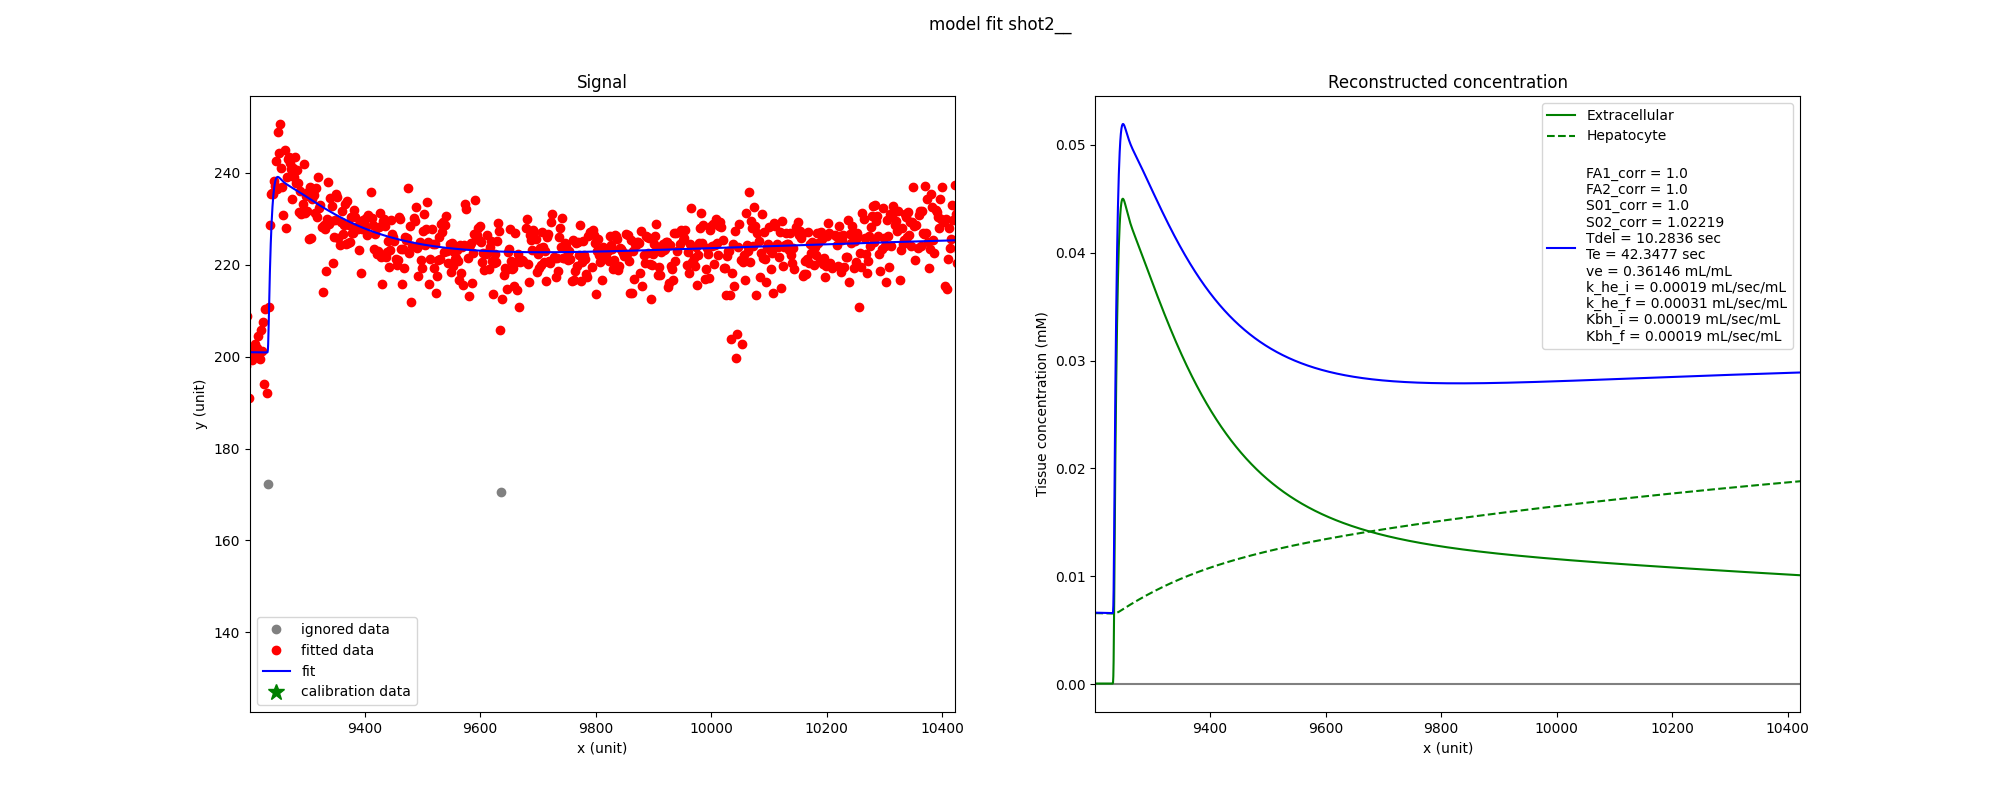 model fit shot2__
Signal
y (unit)
240
220
200
180
160
140
ignored data
fitted data
fit
calibration data
9400 9600 9800 10000 10200 10400
x (unit)
Reconstructed concentration
Tissue concentration (mM)
0.05
0.04
0.03
0.02
0.01
0.00
Extracellular
Hepatocyte
FA1_corr = 1.0
FA2_corr = 1.0
S01_corr = 1.0
S02_corr = 1.02219
Tdel = 10.2836 sec
Te = 42.3477 sec
ve = 0.36146 mL/mL
k_he_i = 0.00019 mL/sec/mL
k_he_f = 0.00031 mL/sec/mL
Kbh_i = 0.00019 mL/sec/mL
Kbh_f = 0.00019 mL/sec/mL
9400 9600 9800 10000 10200 10400
x (unit)